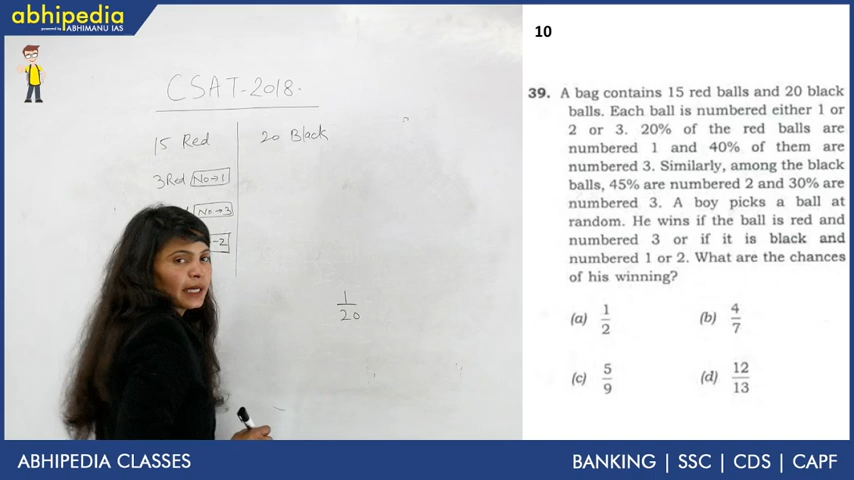 abhipedia
powered by ABHIMANU IAS
CSAT-2018.
15 Red
20 Black
3 Red No→1
No→3
-2
1
20
10
39. A bag contains 15 red balls and 20 black
balls. Each ball is numbered either 1 or
2 or 3. 20% of the red balls are
numbered 1 and 40% of them are
numbered 3. Similarly, among the black
balls, 45% are numbered 2 and 30% are
numbered 3. A boy picks a ball at
random. He wins if the ball is red and
numbered 3 or if it is black and
numbered 1 or 2. What are the chances
of his winning?
(a) 1/2 (b) 4/7
(c) 5/9 (d) 12/13
ABHIPEDIA CLASSES
BANKING | SSC | CDS | CAPF